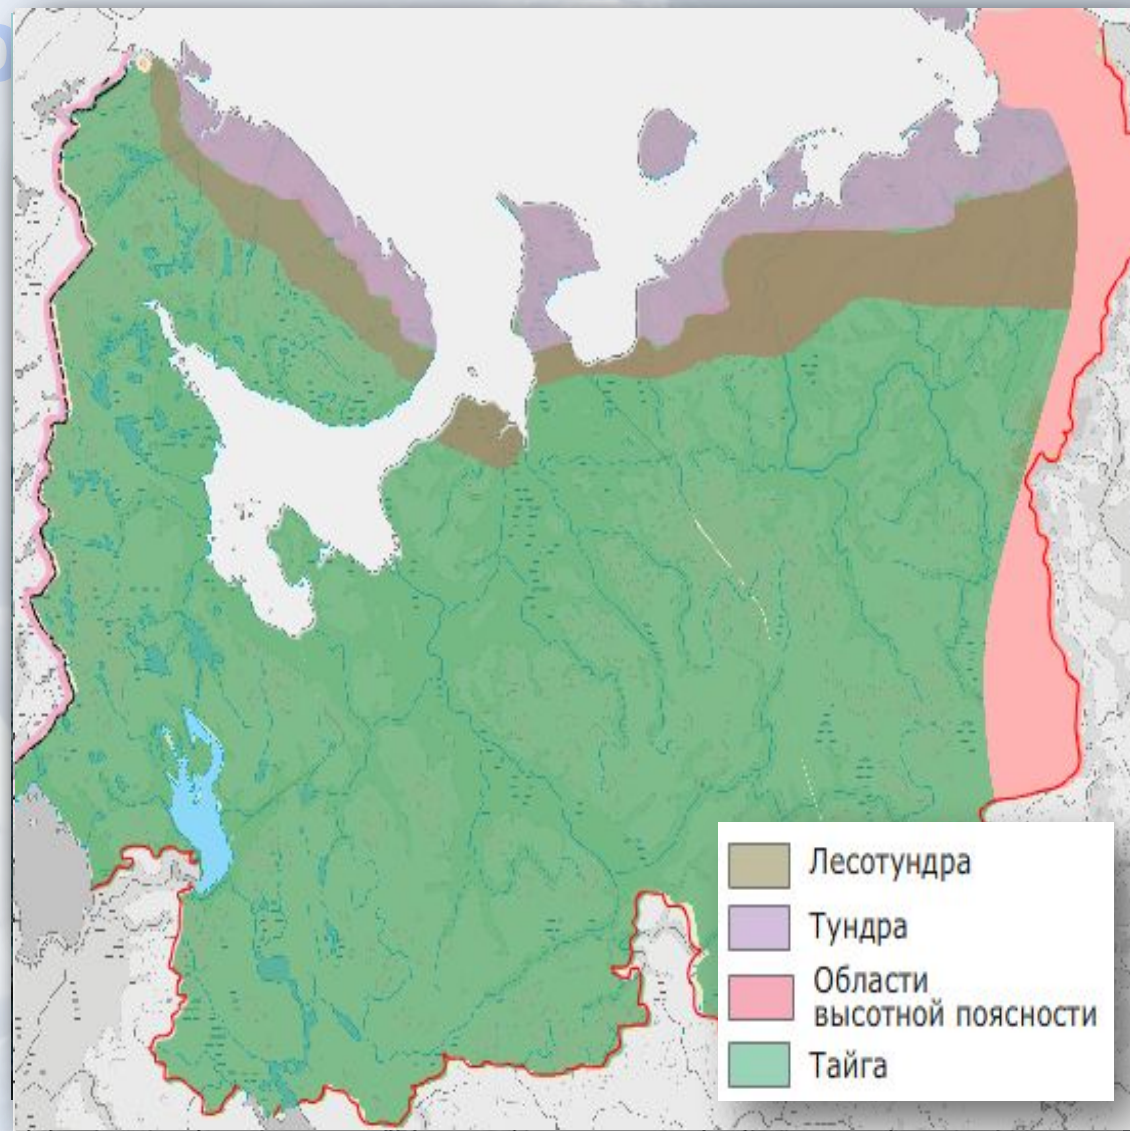 Лесотундра
Тундра
Области
высотной поясности
Тайга